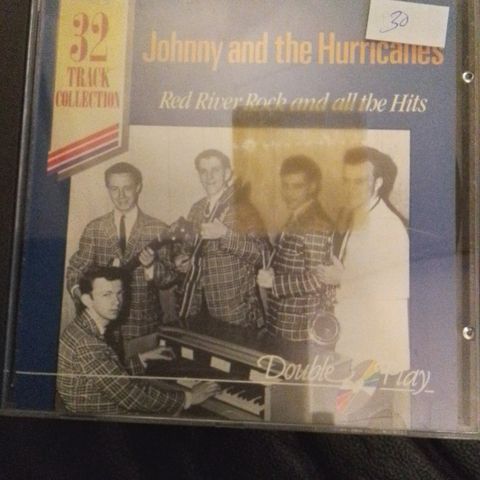 30
32
TRACK
COLLECTION
Johnny and the Hurricanes
Red River Rock and all the Hits
Double Play